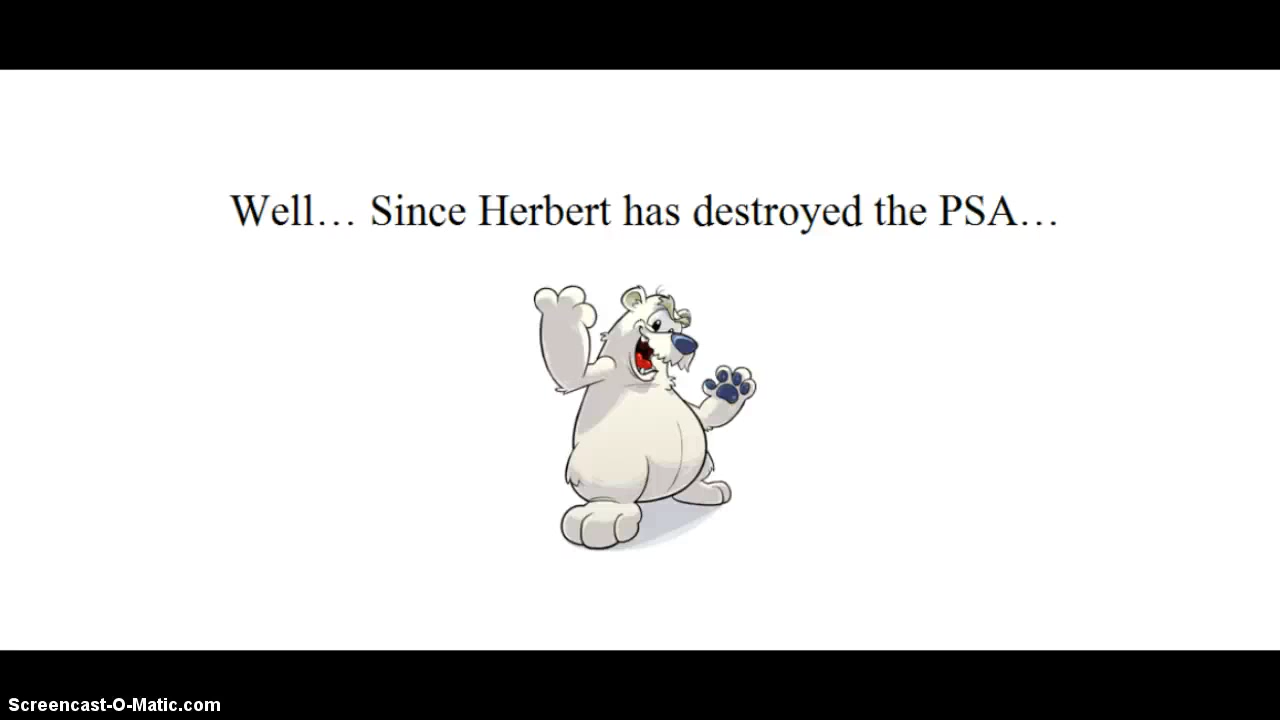 Well… Since Herbert has destroyed the PSA…
Screencast-O-Matic.com